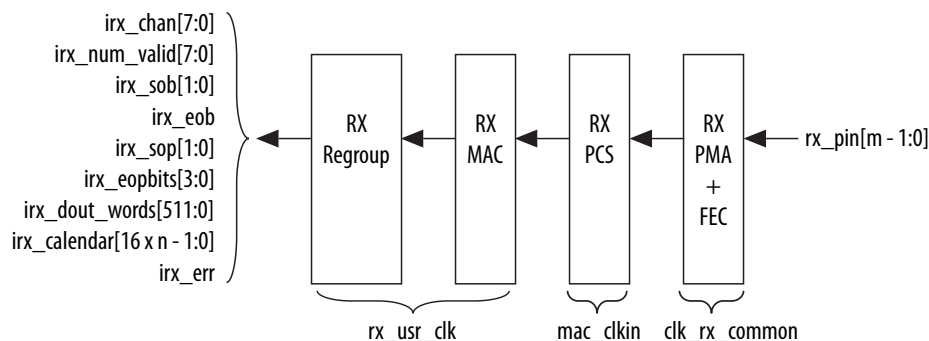 irx_chan[7:0]
irx_num_valid[7:0]
irx_sob[1:0]
irx_eob
irx_sop[1:0]
irx_eopbits[3:0]
irx_dout_words[511:0]
irx_calendar[16 x n - 1:0]
irx_err
RX
Regroup
RX
MAC
RX
PCS
RX
PMA
+
FEC
rx_pin[m - 1:0]
rx_usr_clk
mac_clkin
clk_rx_common